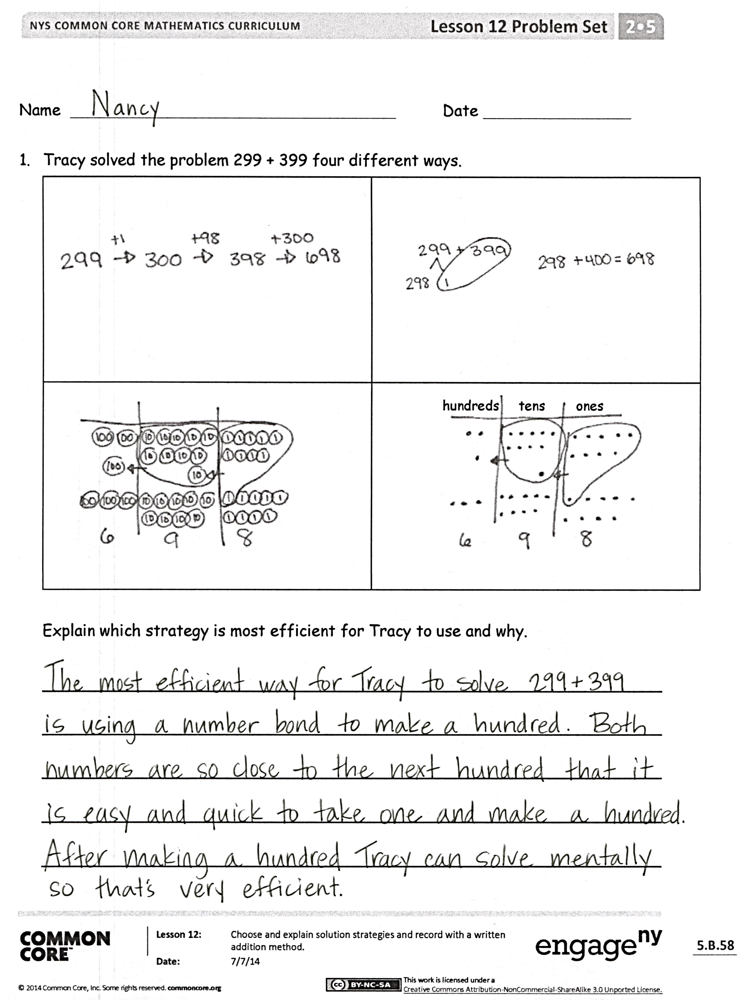 NYS COMMON CORE MATHEMATICS CURRICULUM Lesson 12 Problem Set 2•5
Name Nancy Date
1. Tracy solved the problem 299 + 399 four different ways.
+1 +98 +300
299 → 300 → 398 → 698
299 + 399
298 1
298 + 400 = 698
100 100 10 10 10 10 10 1 1 1 1 1
10 10 10 10 1 1 1 1
100 10
100 100 100 10 10 10 10 10 1 1 1 1 1
10 10 10 10 1 1 1 1
6 9 8
hundreds tens ones
6 9 8
Explain which strategy is most efficient for Tracy to use and why.
The most efficient way for Tracy to solve 299 + 399
is using a number bond to make a hundred. Both
numbers are so close to the next hundred that it
is easy and quick to take one and make a hundred.
After making a hundred Tracy can solve mentally
so that's very efficient.
COMMON
CORE™
Lesson 12: Choose and explain solution strategies and record with a written
addition method.
Date: 7/7/14
engageny
5.B.58
© 2014 Common Core, Inc. Some rights reserved. commoncore.org
cc BY-NC-SA
This work is licensed under a
Creative Commons Attribution-NonCommercial-ShareAlike 3.0 Unported License.